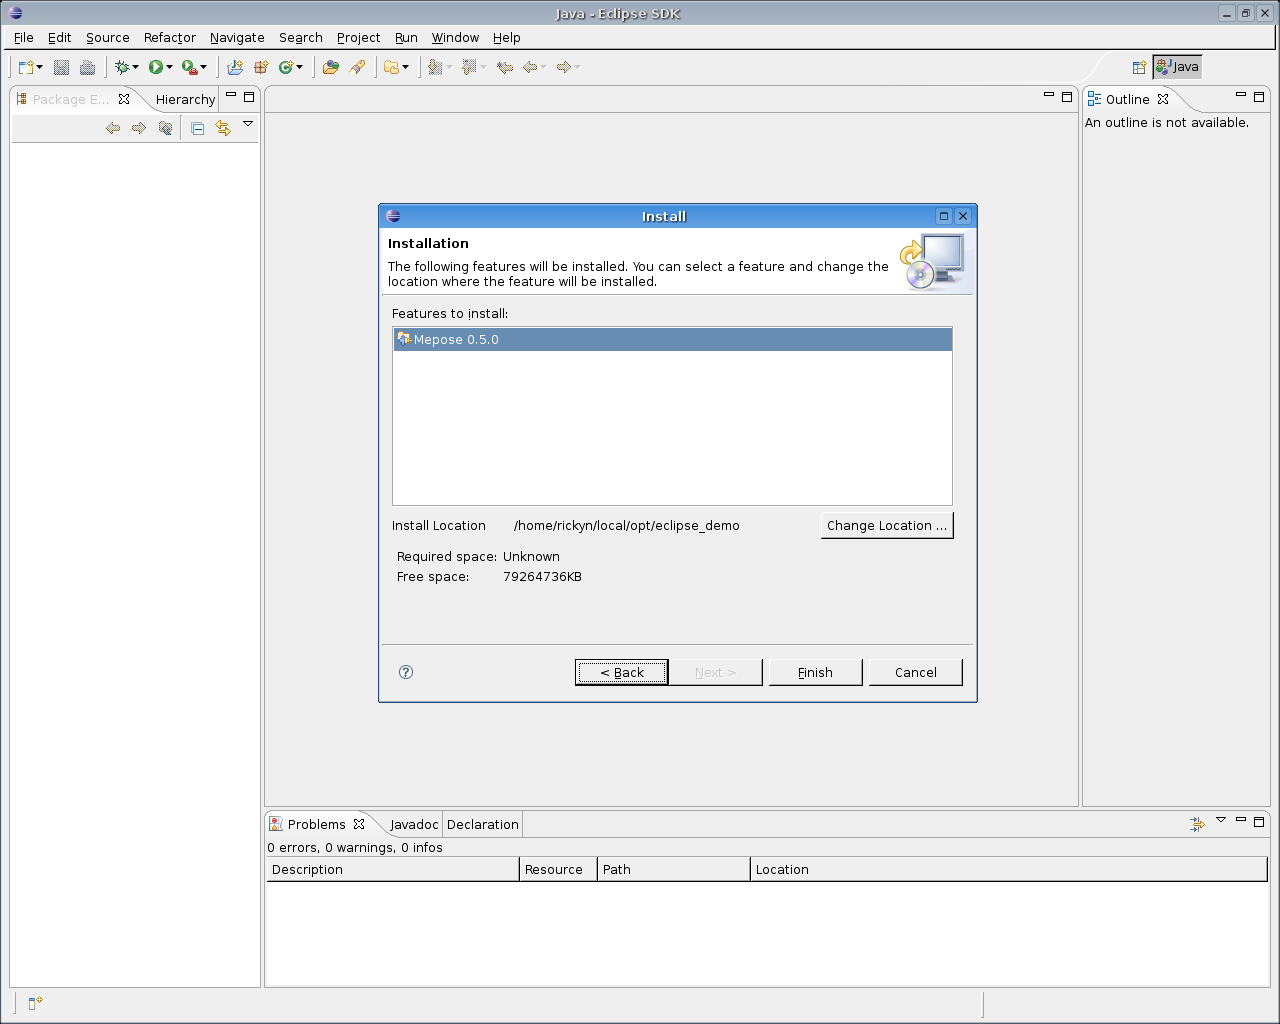 Java - Eclipse SDK
File Edit Source Refactor Navigate Search Project Run Window Help
Java
Package E... Hierarchy
Outline
An outline is not available.
Install
Installation
The following features will be installed. You can select a feature and change the
location where the feature will be installed.
Features to install:
Mepose 0.5.0
Install Location /home/rickyn/local/opt/eclipse_demo Change Location ...
Required space: Unknown
Free space: 79264736KB
? < Back Next > Finish Cancel
Problems Javadoc Declaration
0 errors, 0 warnings, 0 infos
Description Resource Path Location